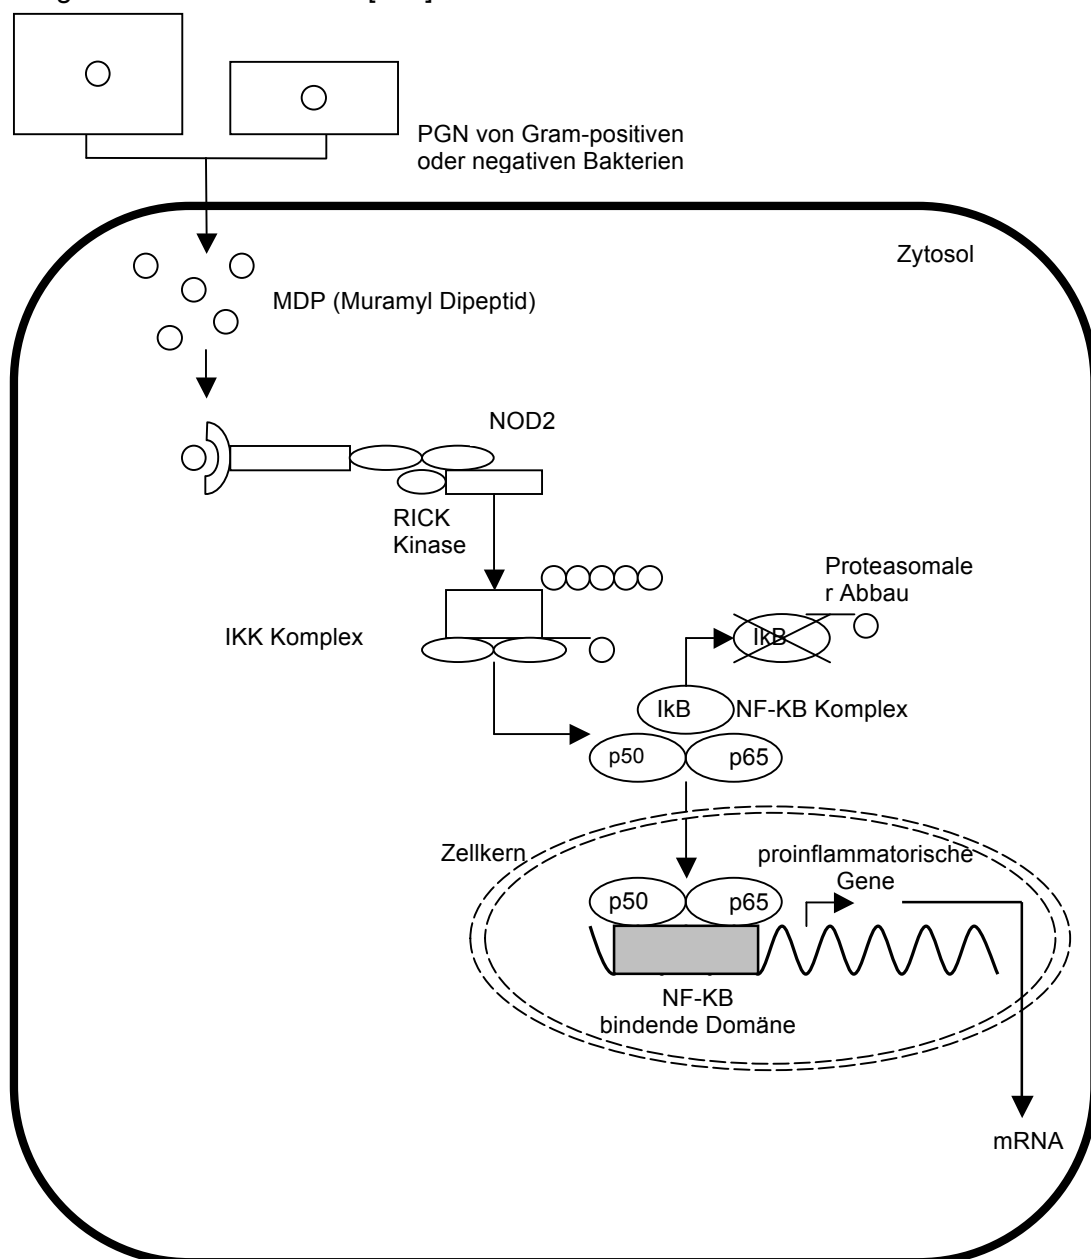 PGN von Gram-positiven
oder negativen Bakterien
Zytosol
MDP (Muramyl Dipeptid)
NOD2
RICK
Kinase
Proteasomale
r Abbau
IKK Komplex
IkB
IkB
NF-KB Komplex
p50
p65
Zellkern
proinflammatorische
Gene
p50
p65
NF-KB
bindende Domäne
mRNA